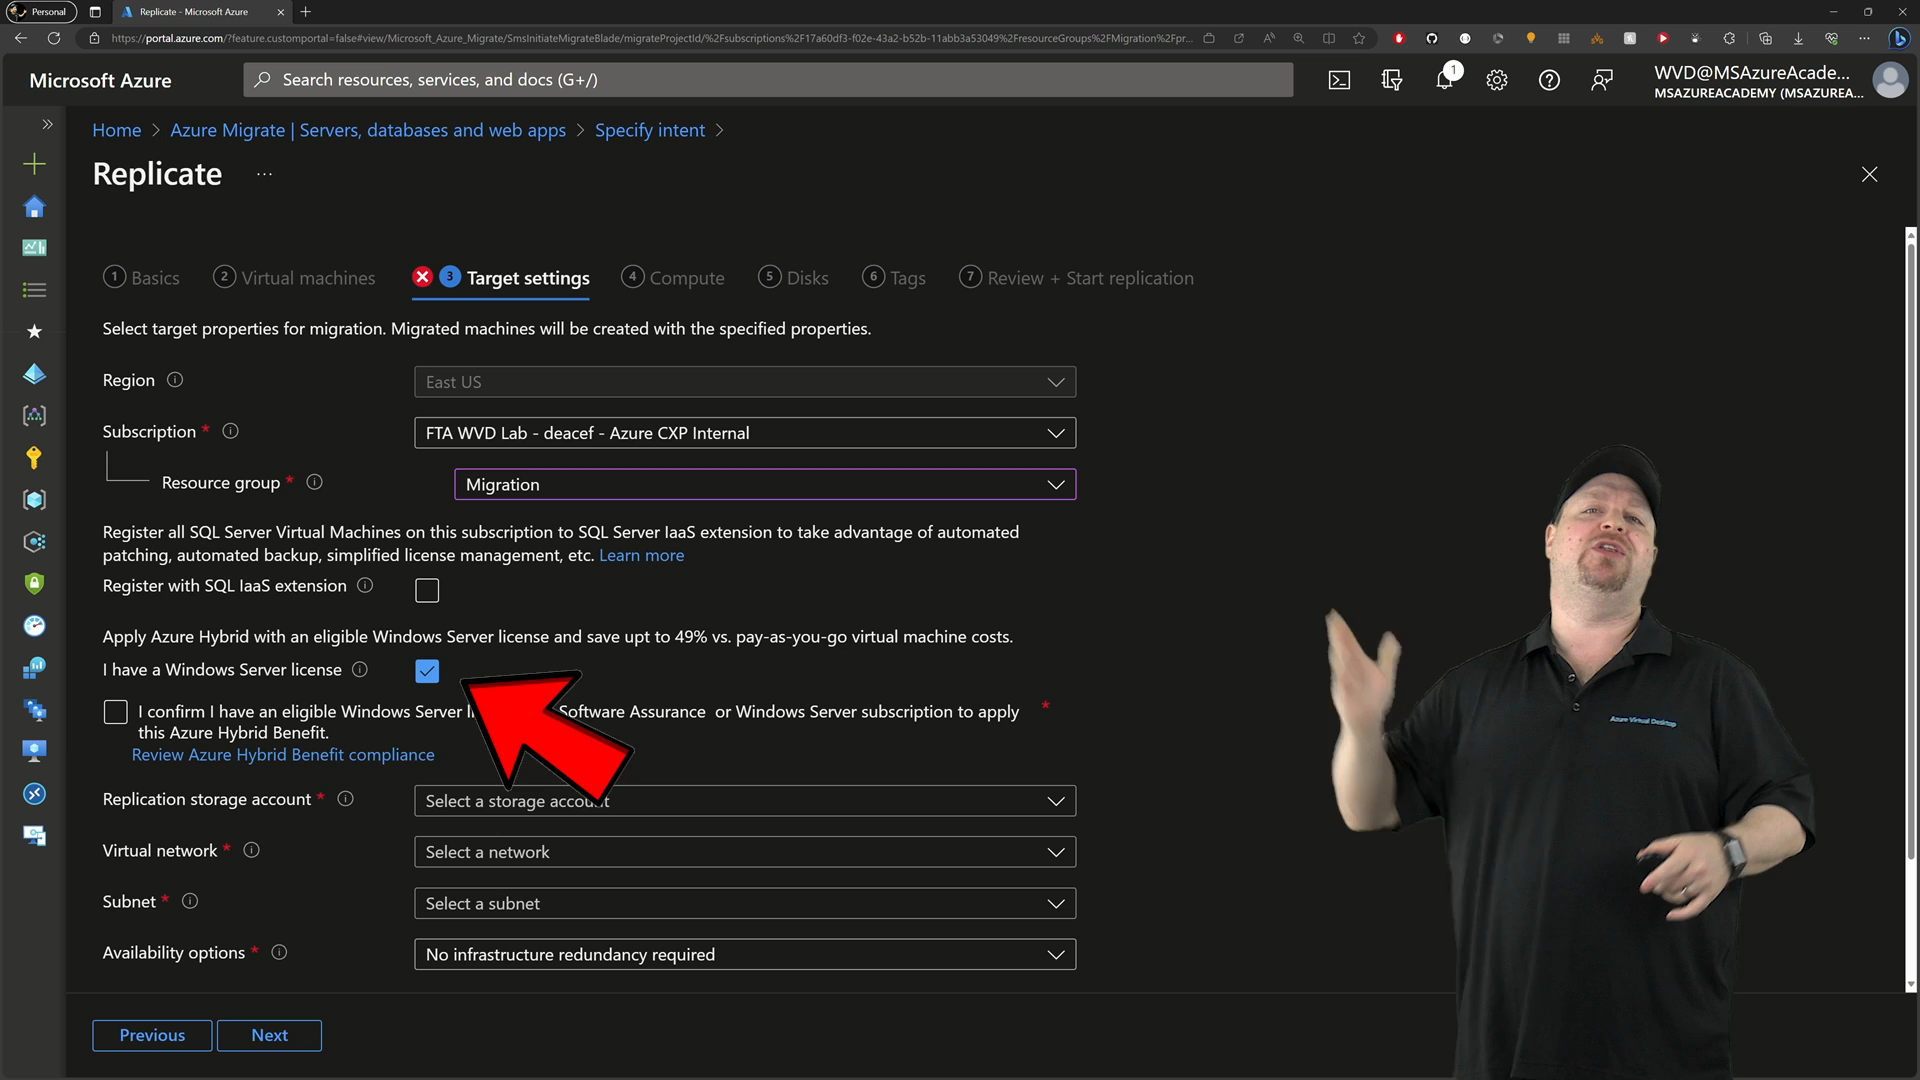 Personal
Replicate - Microsoft Azure
https://portal.azure.com/?feature.customportal=false#view/Microsoft_Azure_Migrate/SmsInitiateMigrateBlade/migrateProjectId/%2Fsubscriptions%2F17a60df3-f02e-43a2-b52b-11abb3a53049%2FresourceGroups%2FMigration%2Fpr...
Microsoft Azure
Search resources, services, and docs (G+/)
1
WVD@MSAzureAcade...
MSAZUREACADEMY (MSAZUREA...
Home > Azure Migrate | Servers, databases and web apps > Specify intent >
Replicate ...
1 Basics
2 Virtual machines
3 Target settings
4 Compute
5 Disks
6 Tags
7 Review + Start replication
Select target properties for migration. Migrated machines will be created with the specified properties.
Region
East US
Subscription *
FTA WVD Lab - deacef - Azure CXP Internal
Resource group *
Migration
Register all SQL Server Virtual Machines on this subscription to SQL Server IaaS extension to take advantage of automated
patching, automated backup, simplified license management, etc. Learn more
Register with SQL IaaS extension
Apply Azure Hybrid with an eligible Windows Server license and save upt to 49% vs. pay-as-you-go virtual machine costs.
I have a Windows Server license
I confirm I have an eligible Windows Server Software Assurance or Windows Server subscription to apply *
this Azure Hybrid Benefit.
Review Azure Hybrid Benefit compliance
Replication storage account *
Select a storage account
Virtual network *
Select a network
Subnet *
Select a subnet
Availability options *
No infrastructure redundancy required
Previous
Next
Azure Virtual Desktop